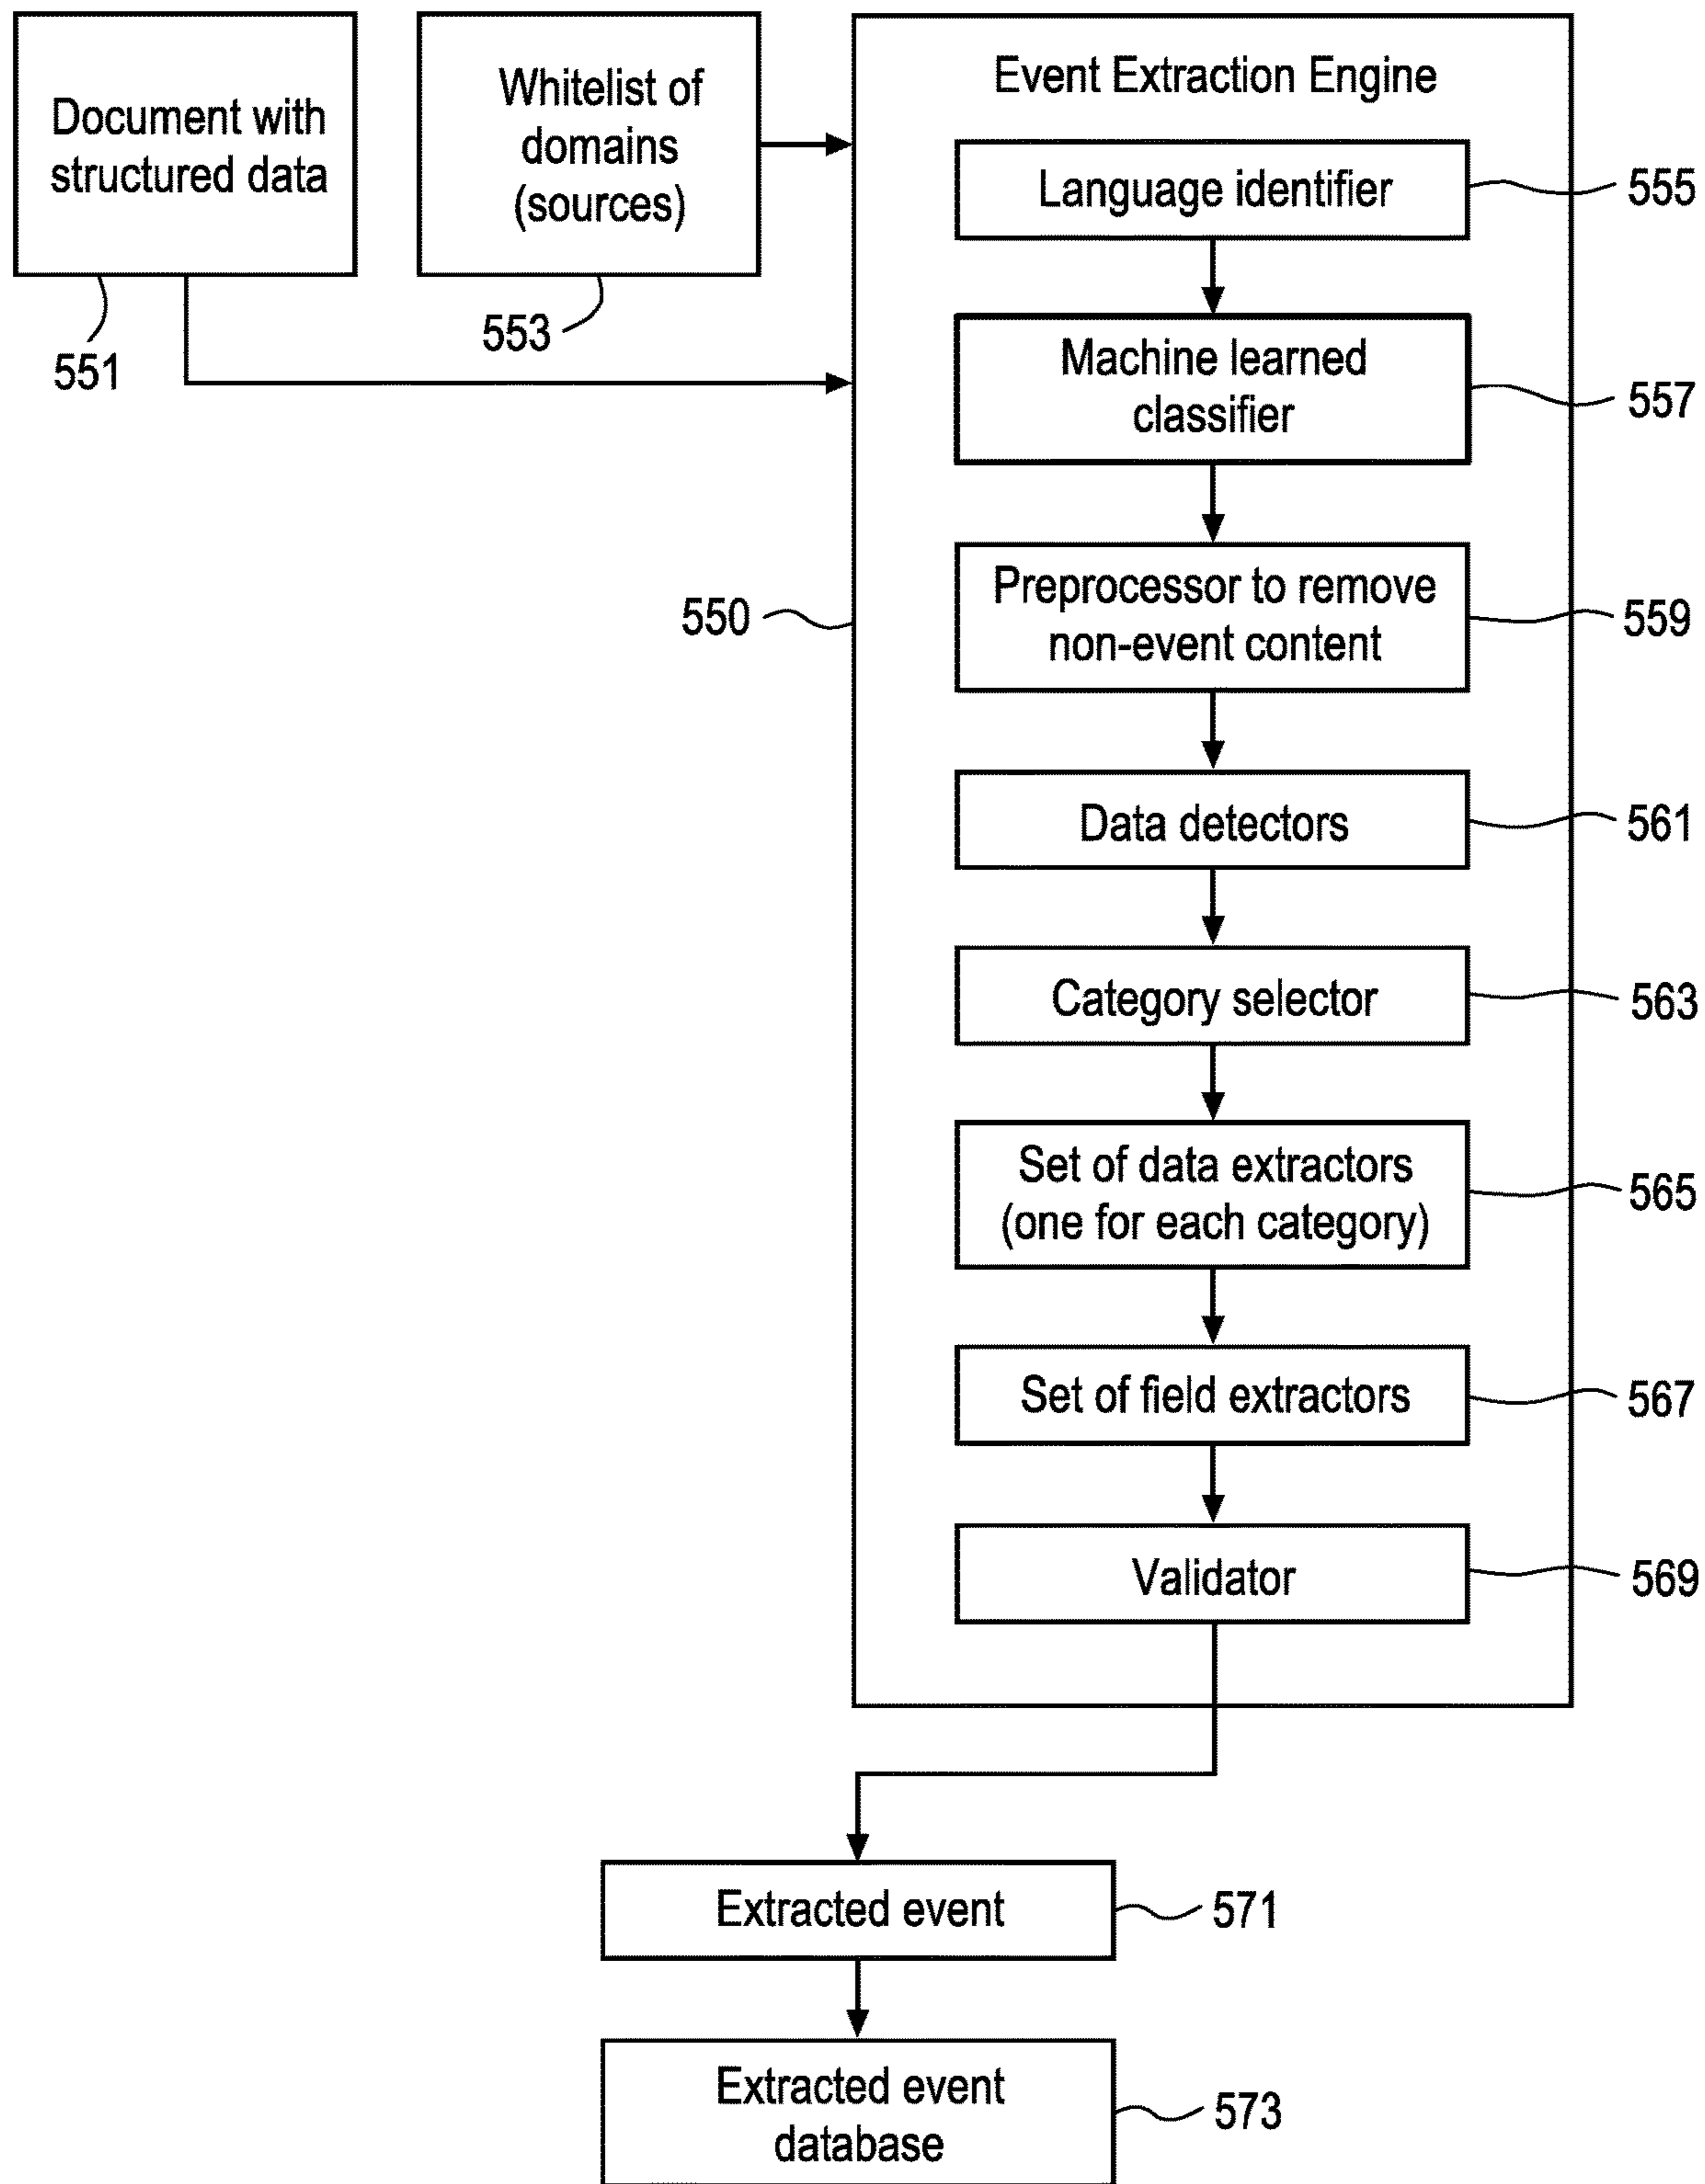 Document with
structured data
551
Whitelist of
domains
(sources)
553
Event Extraction Engine
550
Language identifier
555
Machine learned
classifier
557
Preprocessor to remove
non-event content
559
Data detectors
561
Category selector
563
Set of data extractors
(one for each category)
565
Set of field extractors
567
Validator
569
Extracted event
571
Extracted event
database
573